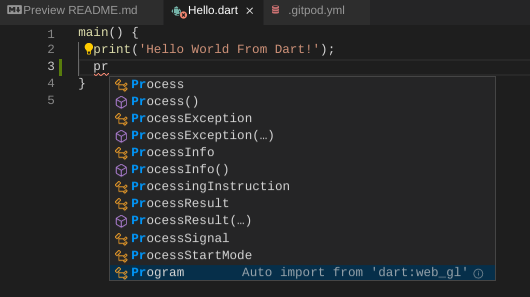 Preview README.md Hello.dart × .gitpod.yml
1 main() {
2 print('Hello World From Dart!');
3 pr
4 }
5
Process
Process()
ProcessException
ProcessException(…)
ProcessInfo
ProcessInfo()
ProcessingInstruction
ProcessResult
ProcessResult(…)
ProcessSignal
ProcessStartMode
Program Auto import from 'dart:web_gl'